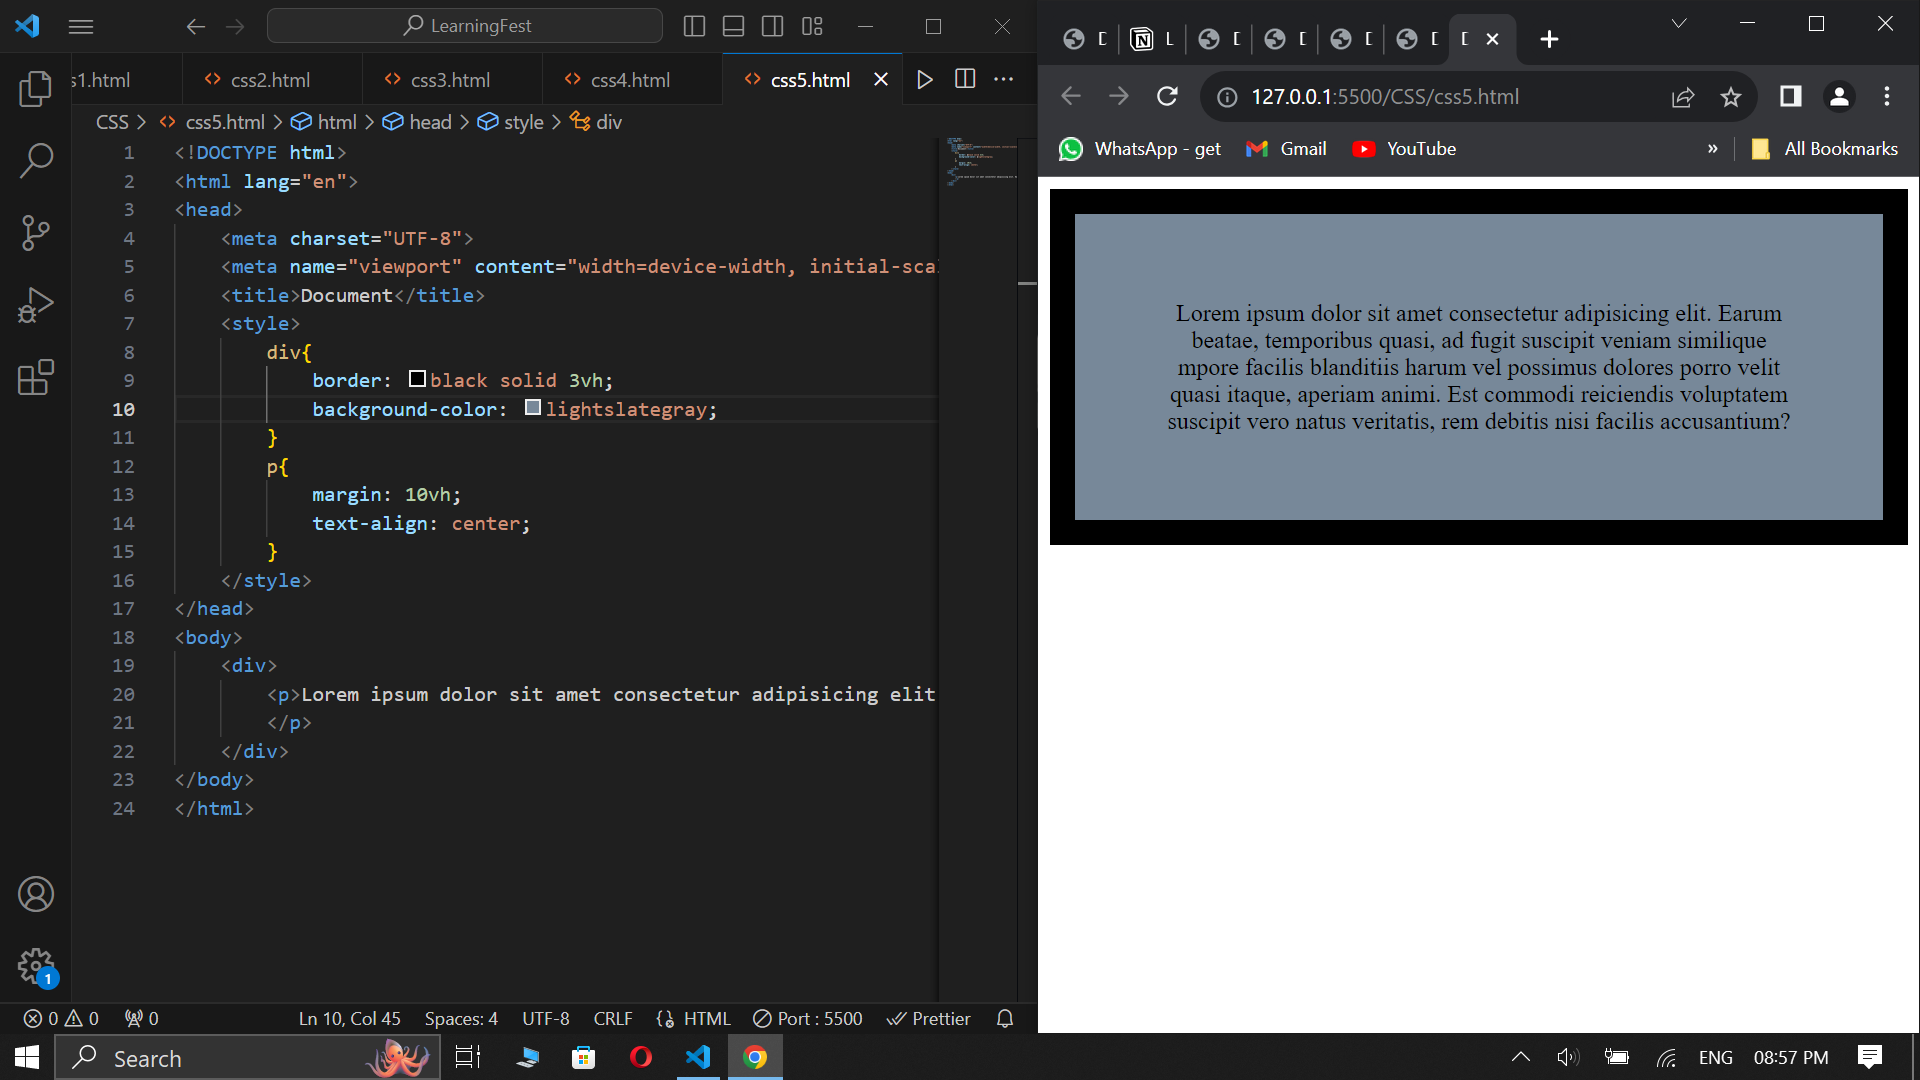 LearningFest
s1.html
css2.html
css3.html
css4.html
css5.html
CSS > css5.html > html > head > style > div
1 <!DOCTYPE html>
2 <html lang="en">
3 <head>
4 <meta charset="UTF-8">
5 <meta name="viewport" content="width=device-width, initial-sca
6 <title>Document</title>
7 <style>
8 div{
9 border: black solid 3vh;
10 background-color: lightslategray;
11 }
12 p{
13 margin: 10vh;
14 text-align: center;
15 }
16 </style>
17 </head>
18 <body>
19 <div>
20 <p>Lorem ipsum dolor sit amet consectetur adipisicing elit
21 </p>
22 </div>
23 </body>
24 </html>
1
0 0 0
Ln 10, Col 45 Spaces: 4 UTF-8 CRLF HTML Port : 5500 Prettier
L
127.0.0.1:5500/CSS/css5.html
WhatsApp - get Gmail YouTube » All Bookmarks
Lorem ipsum dolor sit amet consectetur adipisicing elit. Earum
beatae, temporibus quasi, ad fugit suscipit veniam similique
mpore facilis blanditiis harum vel possimus dolores porro velit
quasi itaque, aperiam animi. Est commodi reiciendis voluptatem
suscipit vero natus veritatis, rem debitis nisi facilis accusantium?
Search
ENG 08:57 PM